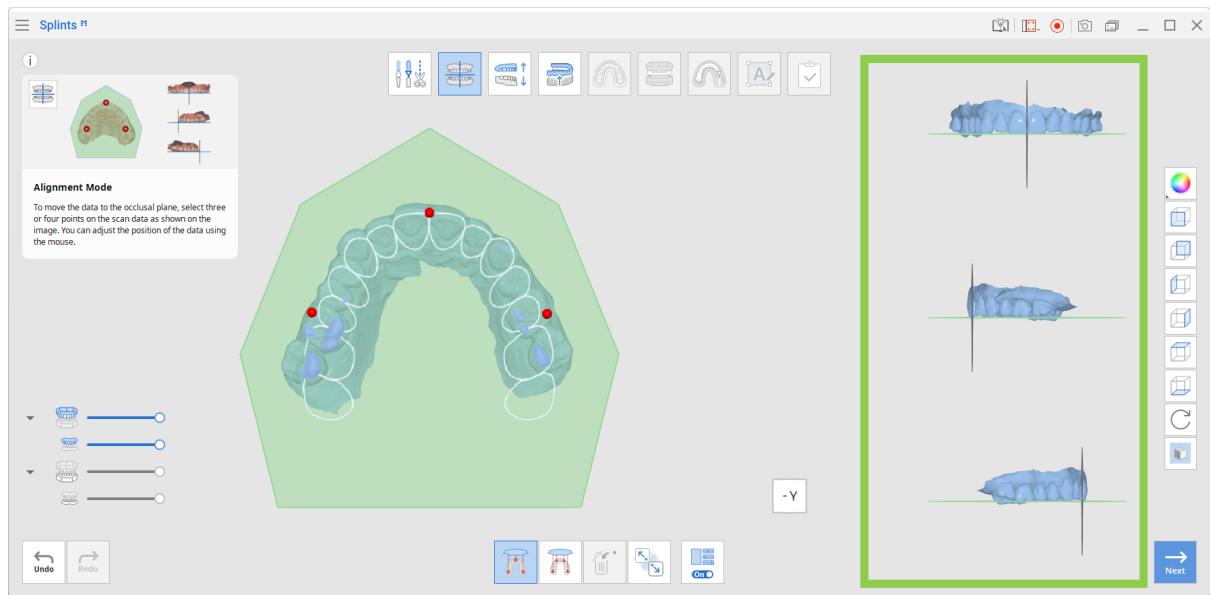 Splints
i
Alignment Mode
To move the data to the occlusal plane, select three
or four points on the scan data as shown on the
image. You can adjust the position of the data using
the mouse.
A
- Y
Undo
Redo
On
Next